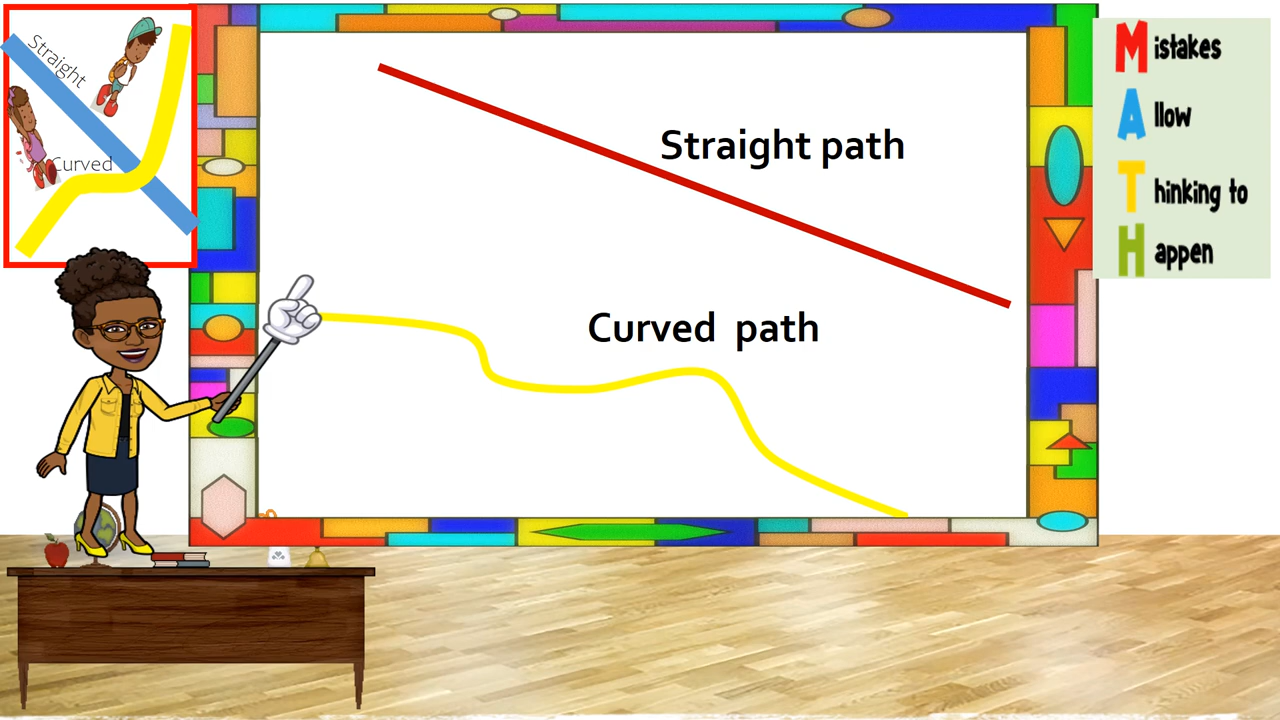 Straight
Curved
Straight path
Curved  path
Mistakes
Allow
Thinking to
Happen